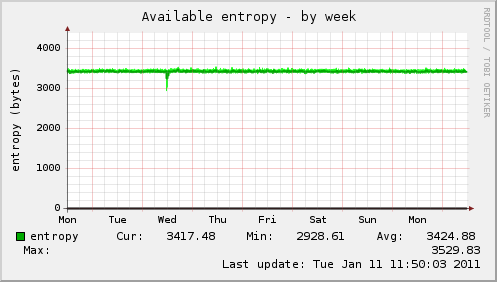 Available entropy - by week
RRDTOOL / TOBI OETIKER
entropy (bytes)
4000
3000
2000
1000
0
Mon Tue Wed Thu Fri Sat Sun Mon
entropy Cur: 3417.48 Min: 2928.61 Avg: 3424.88
Max: 3529.83
Last update: Tue Jan 11 11:50:03 2011